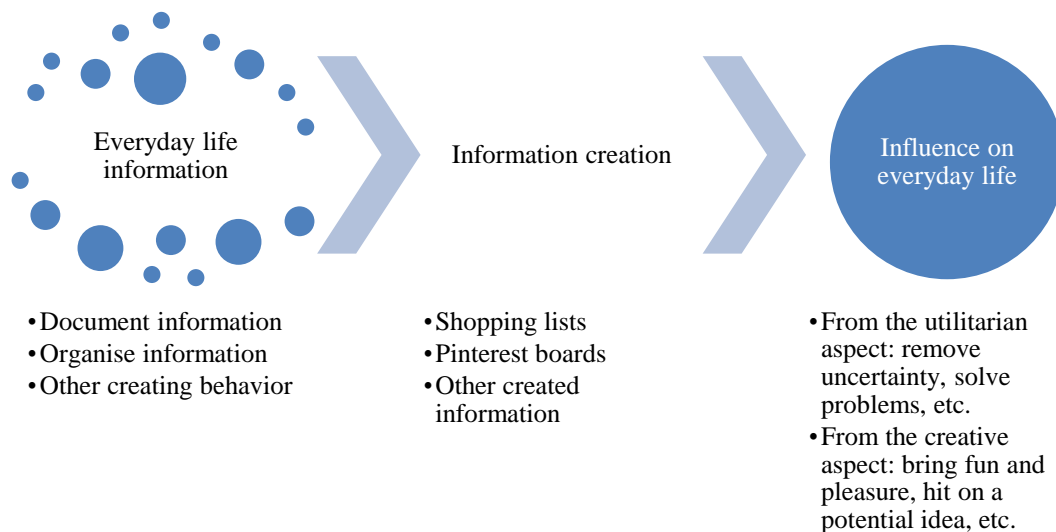 Everyday life
information
Information creation
Influence on
everyday life
•Document information
•Organise information
•Other creating behavior
•Shopping lists
•Pinterest boards
•Other created
information
•From the utilitarian
aspect: remove
uncertainty, solve
problems, etc.
•From the creative
aspect: bring fun and
pleasure, hit on a
potential idea, etc.